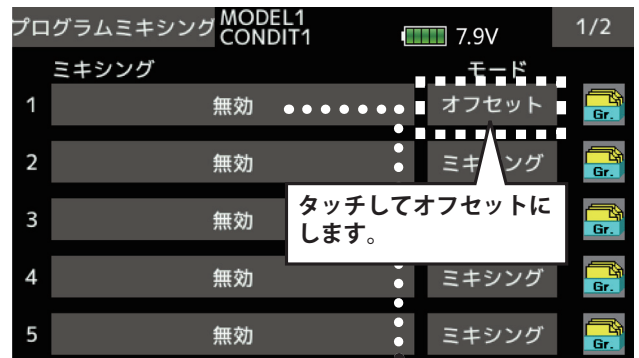 プログラムミキシング MODEL1 CONDIT1 7.9V 1/2
ミキシング モード
1 無効 オフセット Gr.
2 無効 ミキシング Gr.
タッチしてオフセットに
します。
3 無効 Gr.
4 無効 ミキシング Gr.
5 無効 ミキシング Gr.